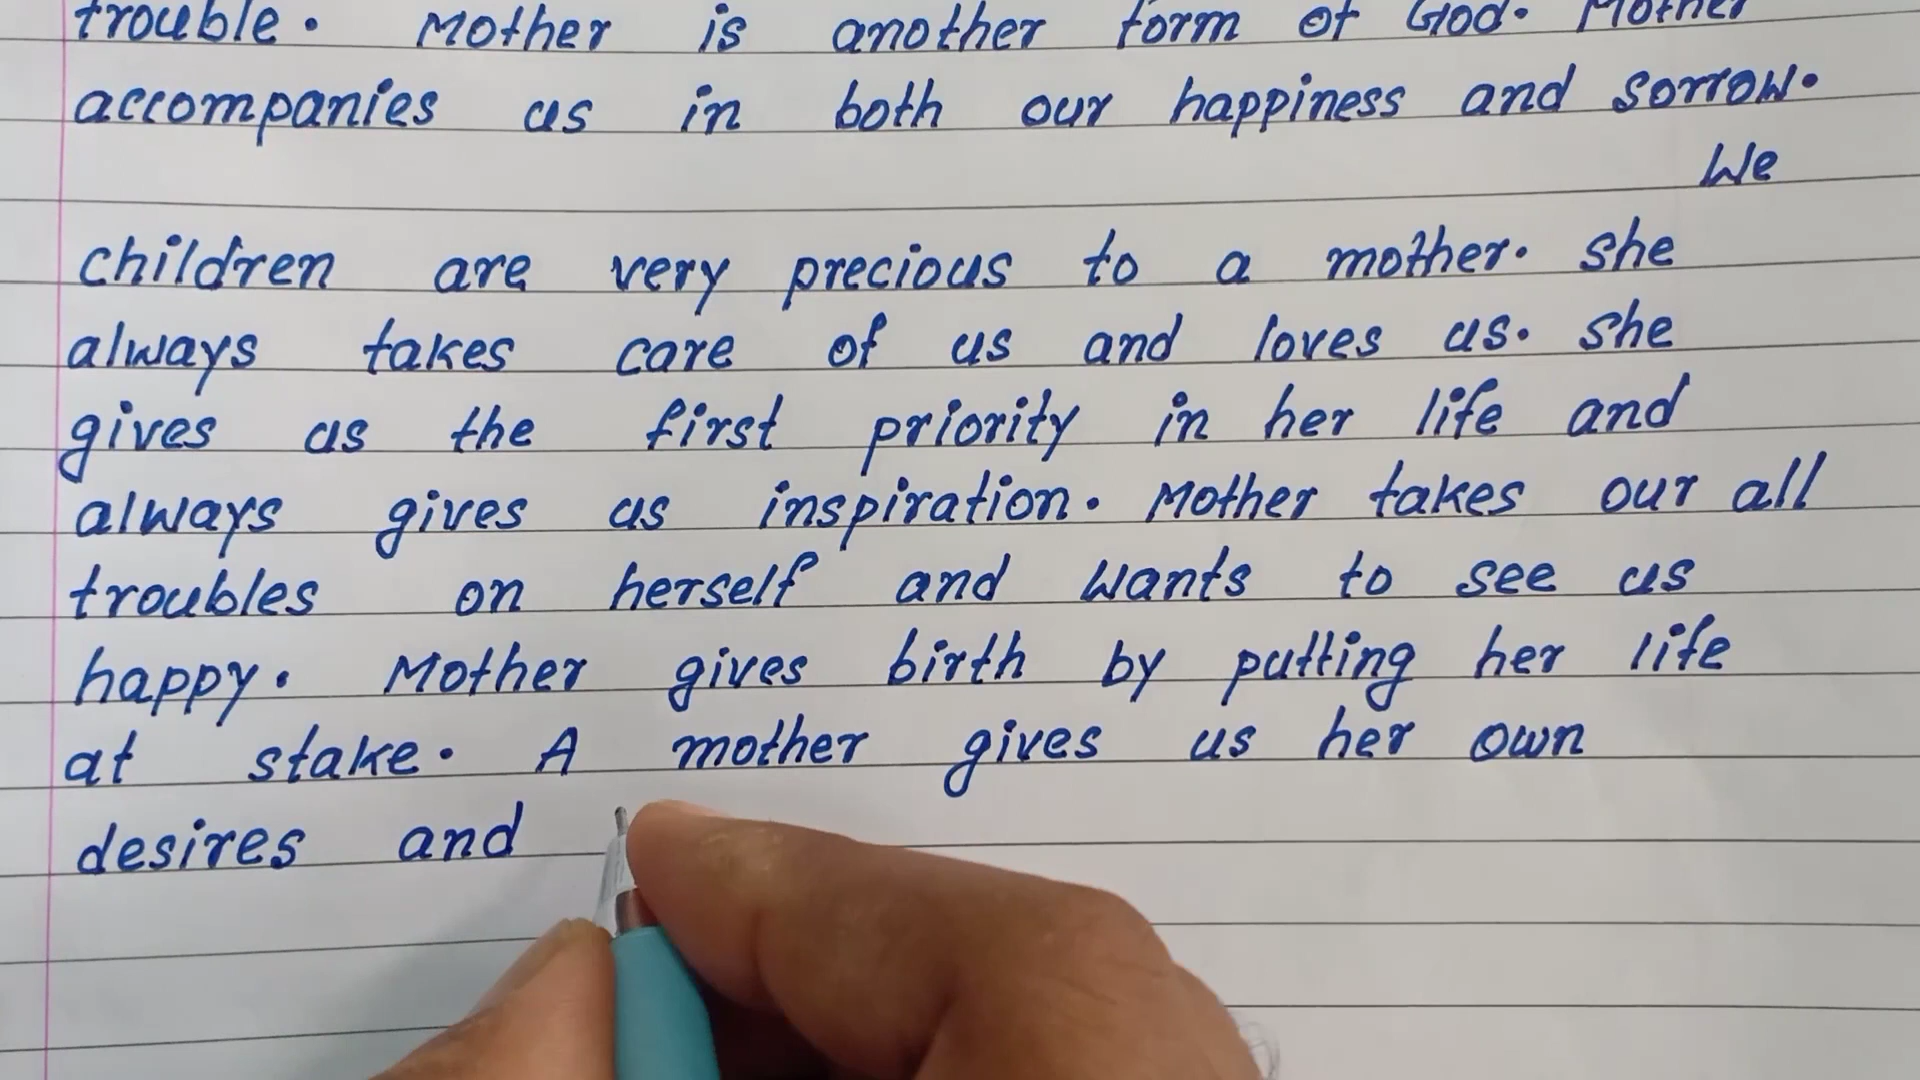 trouble. Mother is another form of God. Mother
accompanies us in both our happiness and sorrow.
We
children are very precious to a mother. she
always takes care of us and loves us. she
gives us the first priority in her life and
always gives us inspiration. Mother takes our all
troubles on herself and wants to see us
happy. Mother gives birth by putting her life
at stake. A mother gives us her own
desires and